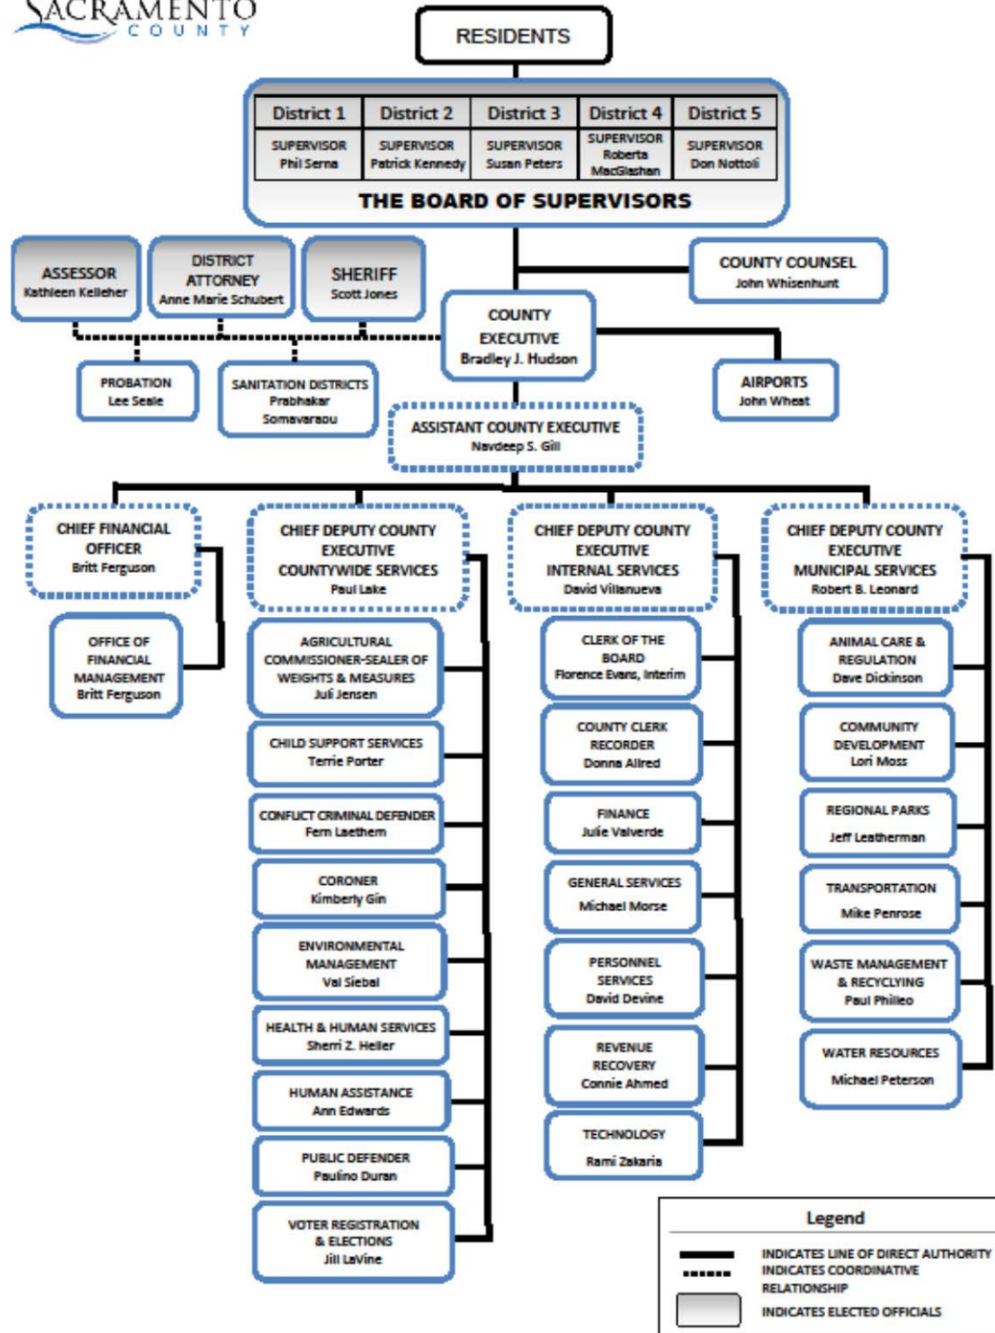 SACRAMENTO
COUNTY
RESIDENTS
District 1 District 2 District 3 District 4 District 5
SUPERVISOR
Phil Serna
SUPERVISOR
Patrick Kennedy
SUPERVISOR
Susan Peters
SUPERVISOR
Roberta
MacGlashan
SUPERVISOR
Don Nottoli
THE BOARD OF SUPERVISORS
ASSESSOR
Kathleen Kelleher
DISTRICT
ATTORNEY
Anne Marie Schubert
SHERIFF
Scott Jones
COUNTY COUNSEL
John Whisenhunt
COUNTY
EXECUTIVE
Bradley J. Hudson
PROBATION
Lee Seale
SANITATION DISTRICTS
Prabhakar
Somavarapu
AIRPORTS
John Wheat
ASSISTANT COUNTY EXECUTIVE
Navdeep S. Gill
CHIEF FINANCIAL
OFFICER
Britt Ferguson
OFFICE OF
FINANCIAL
MANAGEMENT
Britt Ferguson
CHIEF DEPUTY COUNTY
EXECUTIVE
COUNTYWIDE SERVICES
Paul Lake
AGRICULTURAL
COMMISSIONER-SEALER OF
WEIGHTS & MEASURES
Juli Jensen
CHILD SUPPORT SERVICES
Terrie Porter
CONFLICT CRIMINAL DEFENDER
Fern Laethem
CORONER
Kimberly Gin
ENVIRONMENTAL
MANAGEMENT
Val Siebal
HEALTH & HUMAN SERVICES
Sherri Z. Heller
HUMAN ASSISTANCE
Ann Edwards
PUBLIC DEFENDER
Paulino Duran
VOTER REGISTRATION
& ELECTIONS
Jill LaVine
CHIEF DEPUTY COUNTY
EXECUTIVE
INTERNAL SERVICES
David Villanueva
CLERK OF THE
BOARD
Florence Evans, Interim
COUNTY CLERK
RECORDER
Donna Allred
FINANCE
Julie Valverde
GENERAL SERVICES
Michael Morse
PERSONNEL
SERVICES
David Devine
REVENUE
RECOVERY
Connie Ahmed
TECHNOLOGY
Rami Zakaria
CHIEF DEPUTY COUNTY
EXECUTIVE
MUNICIPAL SERVICES
Robert B. Leonard
ANIMAL CARE &
REGULATION
Dave Dickinson
COMMUNITY
DEVELOPMENT
Lori Moss
REGIONAL PARKS
Jeff Leatherman
TRANSPORTATION
Mike Penrose
WASTE MANAGEMENT
& RECYCLYING
Paul Philleo
WATER RESOURCES
Michael Peterson
Legend
INDICATES LINE OF DIRECT AUTHORITY
INDICATES COORDINATIVE
RELATIONSHIP
INDICATES ELECTED OFFICIALS